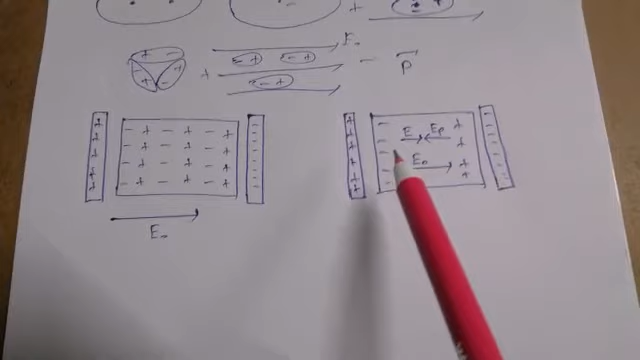 +
- +
+ -
+ -
+
E₀
- +
- +
- +
- P
+ + + + + +
- + - + - +
- + - + - +
- + - + - +
- + - + - +
E₀
+ + + + + +
- - - -
E
Eₚ
E₀
+ + + +